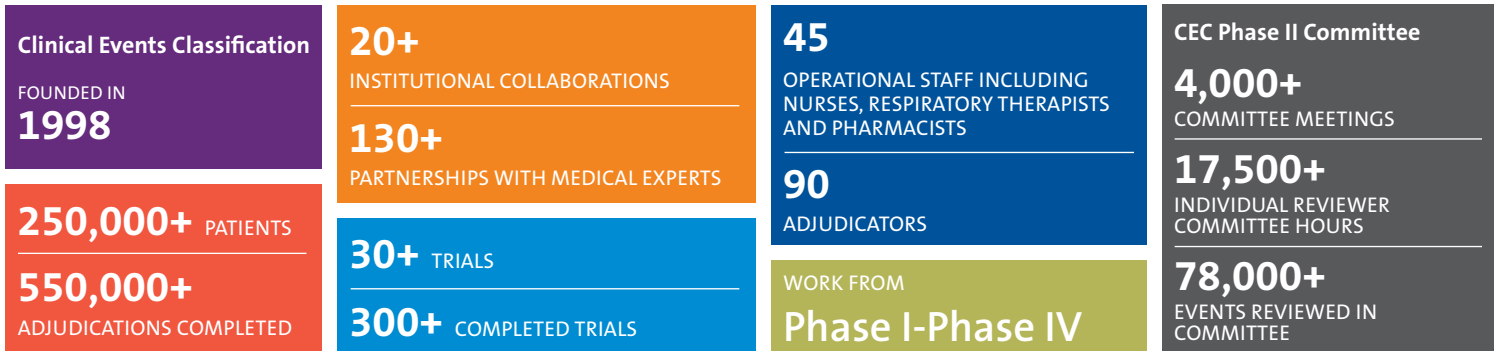 Clinical Events Classification
FOUNDED IN
1998
250,000+ PATIENTS
550,000+
ADJUDICATIONS COMPLETED
20+
INSTITUTIONAL COLLABORATIONS
130+
PARTNERSHIPS WITH MEDICAL EXPERTS
30+ TRIALS
300+ COMPLETED TRIALS
45
OPERATIONAL STAFF INCLUDING
NURSES, RESPIRATORY THERAPISTS
AND PHARMACISTS
90
ADJUDICATORS
WORK FROM
Phase I-Phase IV
CEC Phase II Committee
4,000+
COMMITTEE MEETINGS
17,500+
INDIVIDUAL REVIEWER
COMMITTEE HOURS
78,000+
EVENTS REVIEWED IN
COMMITTEE